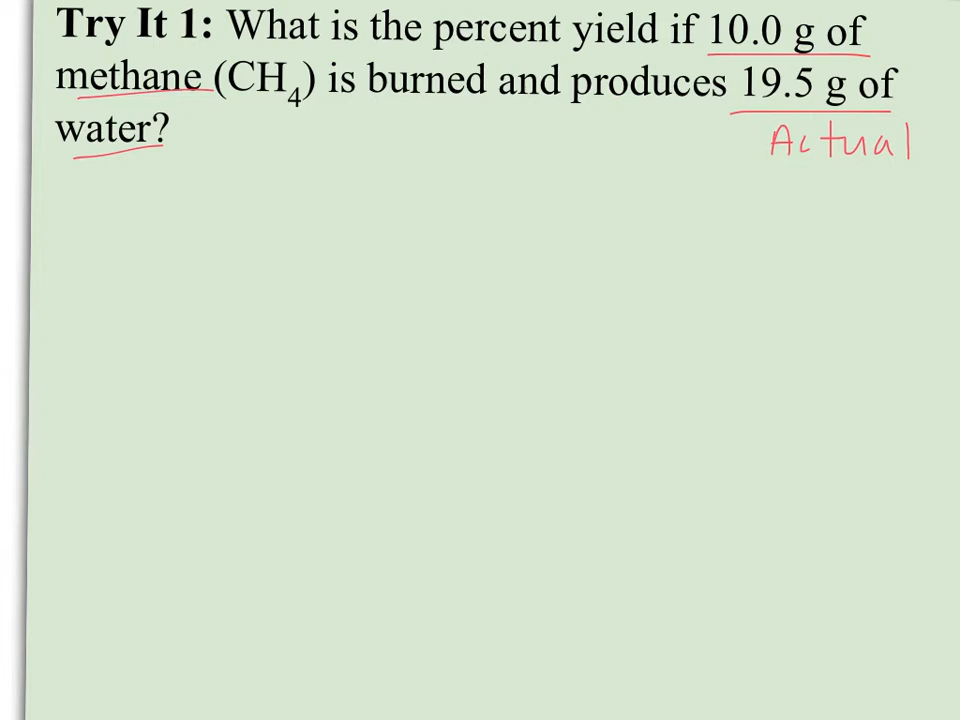 Try It 1: What is the percent yield if 10.0 g of
methane (CH₄) is burned and produces 19.5 g of
water?
Actual